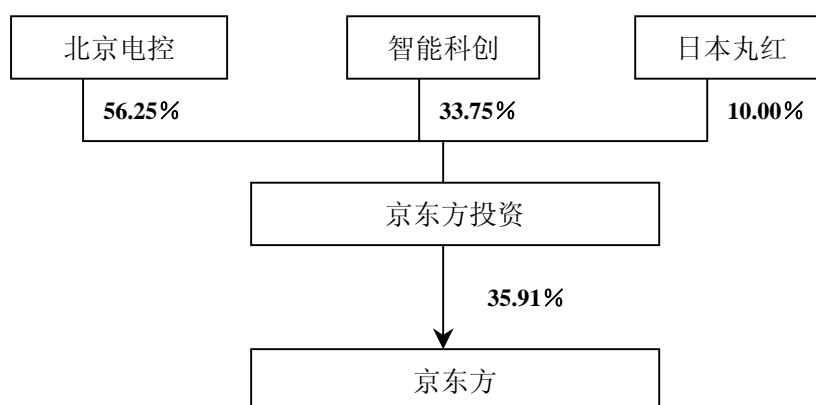 北京电控
智能科创
日本丸红
56.25%
33.75%
10.00%
京东方投资
35.91%
京东方